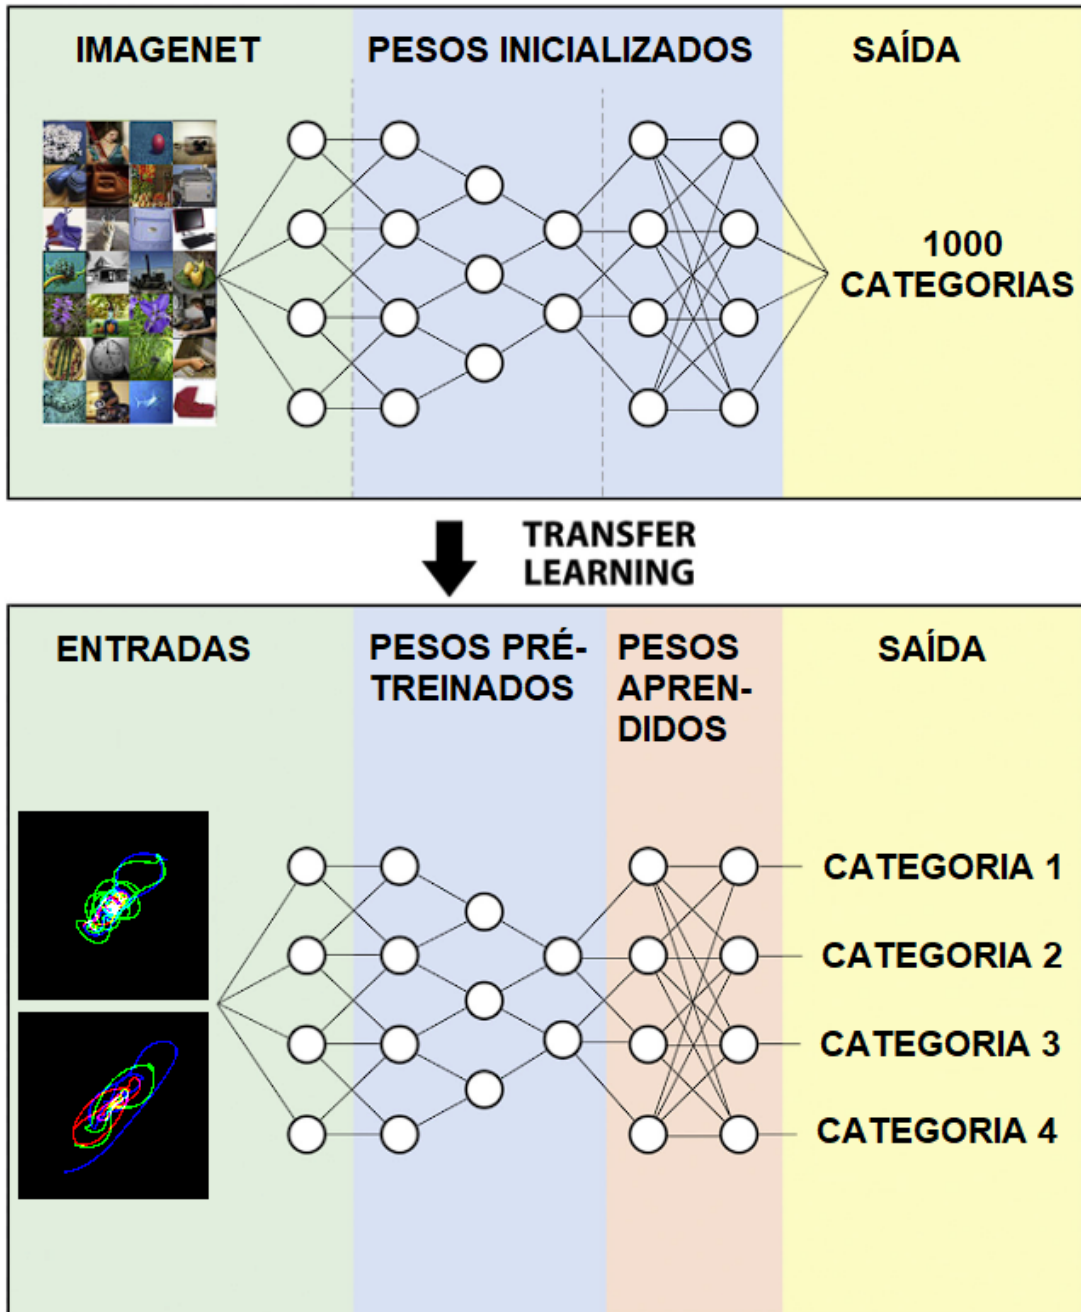 IMAGENET
PESOS INICIALIZADOS
SAÍDA
1000
CATEGORIAS
TRANSFER
LEARNING
ENTRADAS
PESOS PRÉ-
TREINADOS
PESOS
APREN-
DIDOS
SAÍDA
CATEGORIA 1
CATEGORIA 2
CATEGORIA 3
CATEGORIA 4